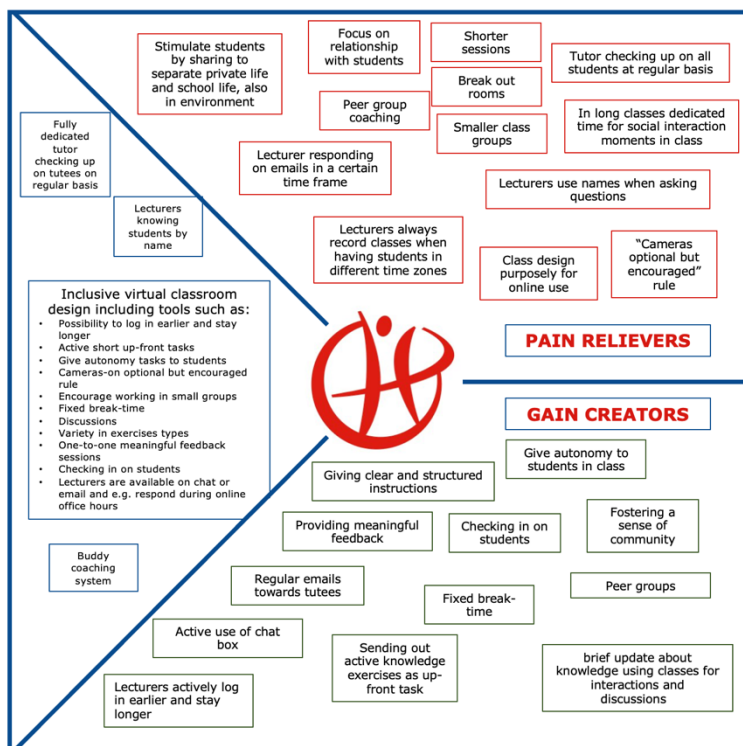 Stimulate students
by sharing to
separate private life
and school life, also
in environment
Focus on
relationship
with students
Shorter
sessions
Tutor checking up on all
students at regular basis
Break out
rooms
Peer group
coaching
Smaller class
groups
In long classes dedicated
time for social interaction
moments in class
Lecturer responding
on emails in a certain
time frame
Lecturers use names when asking
questions
Lecturers always
record classes when
having students in
different time zones
Class design
purposely for
online use
“Cameras
optional but
encouraged”
rule
PAIN RELIEVERS
Fully
dedicated
tutor
checking up
on tutees on
regular basis
Lecturers
knowing
students by
name
Inclusive virtual classroom
design including tools such as:
• Possibility to log in earlier and stay
longer
• Active short up-front tasks
• Give autonomy tasks to students
• Cameras-on optional but encouraged
rule
• Encourage working in small groups
• Fixed break-time
• Discussions
• Variety in exercises types
• One-to-one meaningful feedback
sessions
• Checking in on students
• Lecturers are available on chat or
email and e.g. respond during online
office hours
Buddy
coaching
system
GAIN CREATORS
Give autonomy to
students in class
Giving clear and structured
instructions
Providing meaningful
feedback
Checking in on
students
Fostering a
sense of
community
Regular emails
towards tutees
Fixed break-
time
Peer groups
Active use of chat
box
Sending out
active knowledge
exercises as up-
front task
brief update about
knowledge using classes for
interactions and
discussions
Lecturers actively log
in earlier and stay
longer